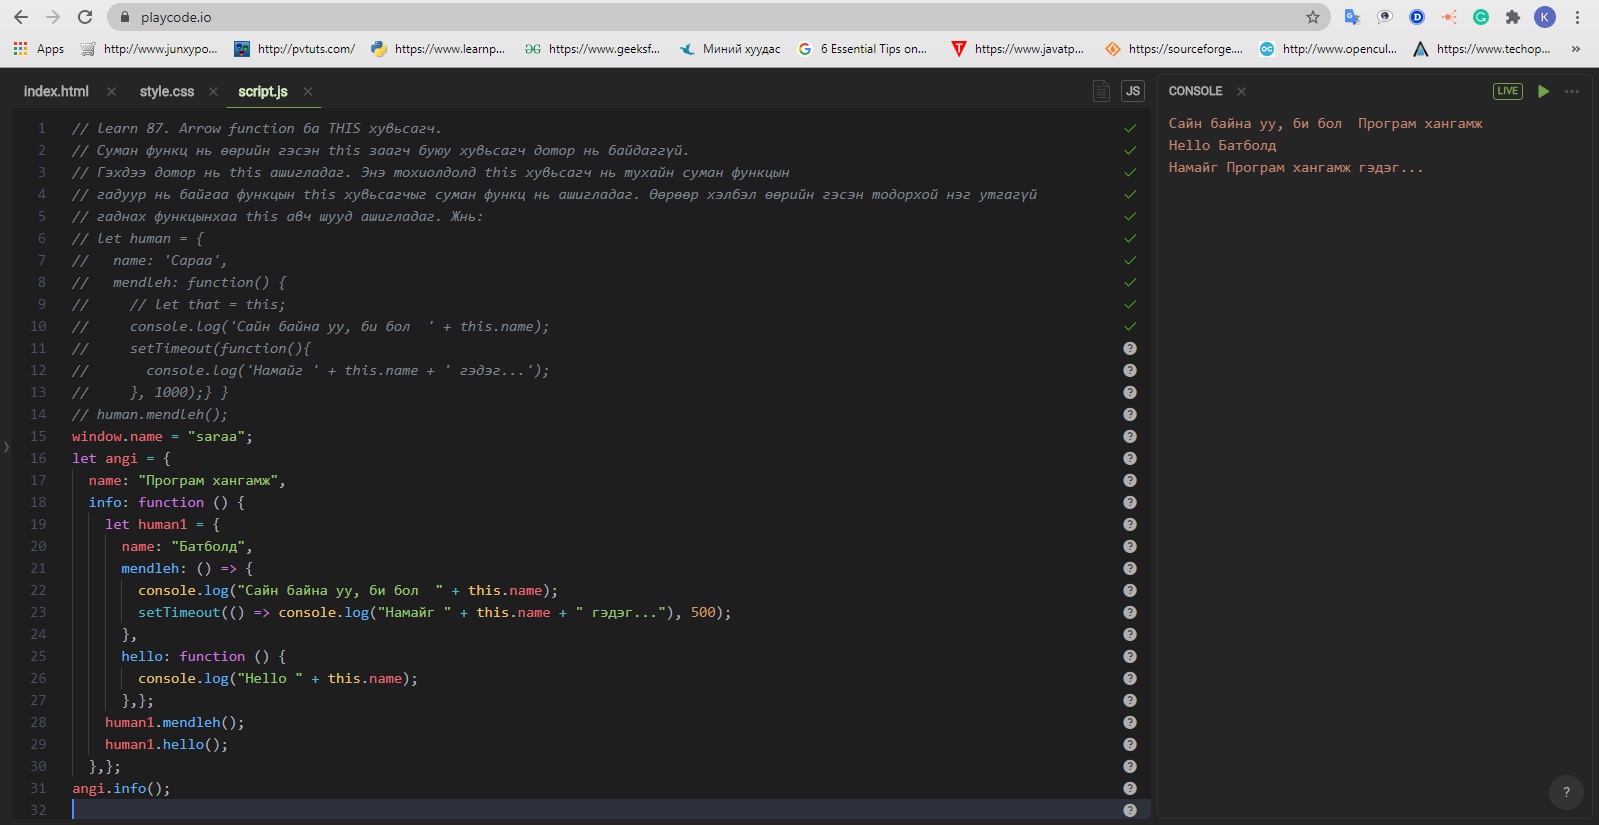 playcode.io
K
Apps
http://www.junxypo...
http://pvtuts.com/
https://www.learnp...
https://www.geeksf...
Миний хуудас
6 Essential Tips on...
https://www.javatp...
https://sourceforge....
http://www.opencul...
https://www.techop...
»
index.html
style.css
script.js
JS
1 // learn 87. Arrow function ба THIS хувьсагч.
2 // Суман функц нь өөрийн гэсэн this заагч буюу хувьсагч дотор нь байдаггүй.
3 // Гэхдээ дотор нь this ашигладаг. Энэ тохиолдолд this хувьсагч нь тухайн суман функцын
4 // гадуур нь байгаа функцын this хувьсагчыг суман функц нь ашигладаг. Өөрөөр хэлбэл өөрийн гэсэн тодорхой нэг утгагүй
5 // гаднах функцынхаа this авч шууд ашигладаг. Жнь:
6 // let human = {
7 //   name: 'Сараа',
8 //   mendleh: function() {
9 //     // let that = this;
10 //     console.log('Сайн байна уу, би бол  ' + this.name);
11 //     setTimeout(function(){
12 //       console.log('Намайг ' + this.name + ' гэдэг...');
13 //     }, 1000);} }
14 // human.mendleh();
15 window.name = "saraa";
16 let angi = {
17   name: "Програм хангамж",
18   info: function () {
19     let human1 = {
20       name: "Батболд",
21       mendleh: () => {
22         console.log("Сайн байна уу, би бол  " + this.name);
23         setTimeout(() => console.log("Намайг " + this.name + " гэдэг..."), 500);
24       },
25       hello: function () {
26         console.log("Hello " + this.name);
27       },};
28     human1.mendleh();
29     human1.hello();
30   },};
31 angi.info();
32
CONSOLE
LIVE
Сайн байна уу, би бол  Програм хангамж
Hello Батболд
Намайг Програм хангамж гэдэг...
?